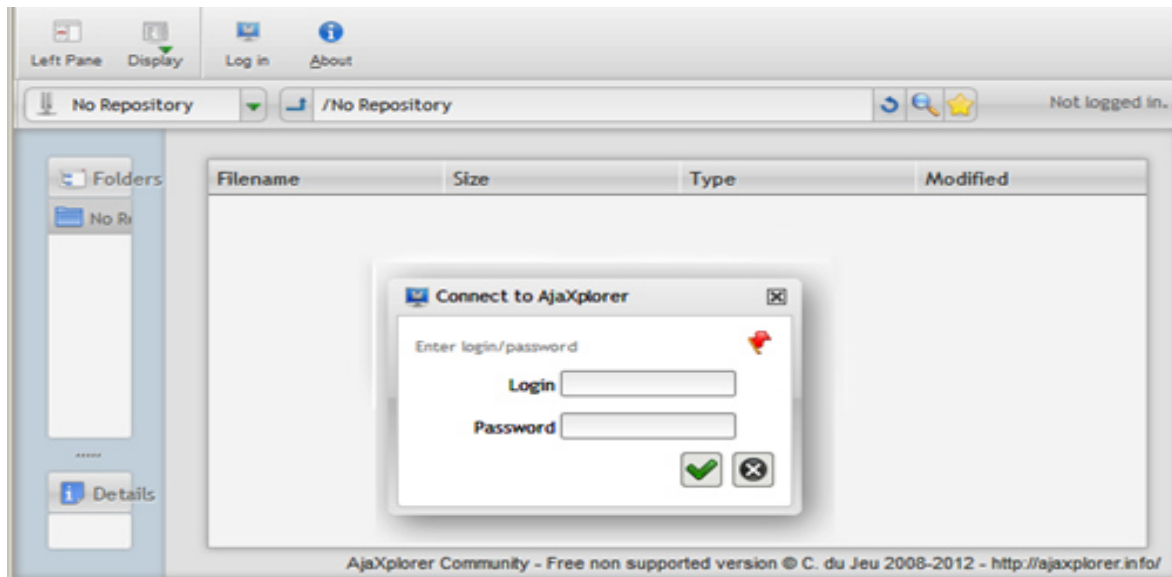 Left Pane Display Log in About
No Repository /No Repository Not logged in.
Folders Filename Size Type Modified
No Re
Connect to AjaXplorer
Enter login/password
Login
Password
Details
AjaXplorer Community - Free non supported version © C. du Jeu 2008-2012 - http://ajaxplorer.info/